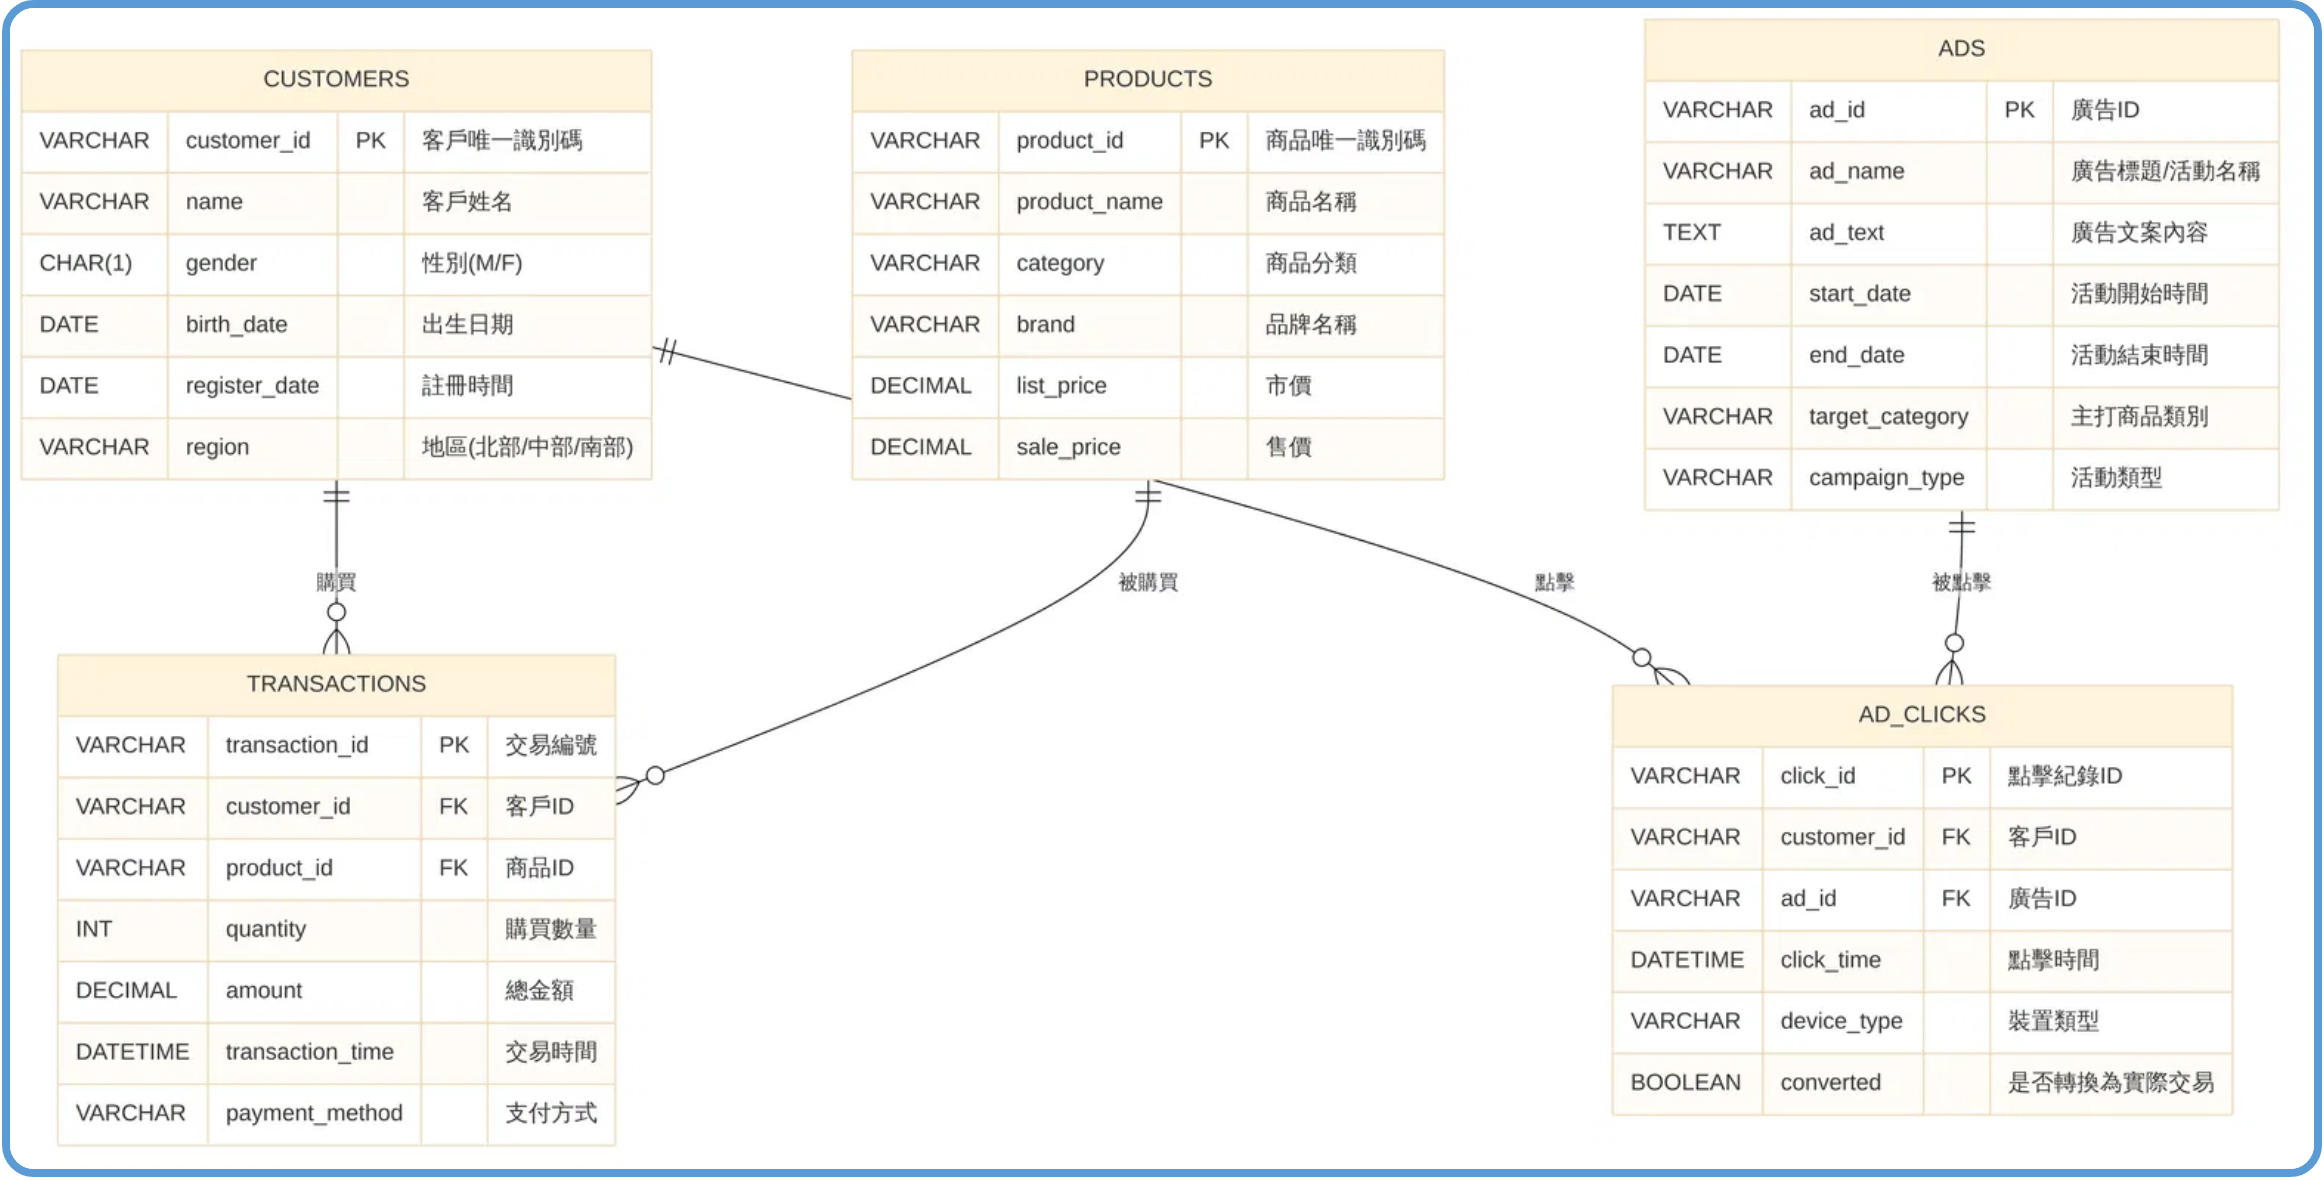 CUSTOMERS
VARCHAR customer_id PK 客戶唯一識別碼
VARCHAR name 客戶姓名
CHAR(1) gender 性別(M/F)
DATE birth_date 出生日期
DATE register_date 註冊時間
VARCHAR region 地區(北部/中部/南部)
PRODUCTS
VARCHAR product_id PK 商品唯一識別碼
VARCHAR product_name 商品名稱
VARCHAR category 商品分類
VARCHAR brand 品牌名稱
DECIMAL list_price 市價
DECIMAL sale_price 售價
ADS
VARCHAR ad_id PK 廣告ID
VARCHAR ad_name 廣告標題/活動名稱
TEXT ad_text 廣告文案內容
DATE start_date 活動開始時間
DATE end_date 活動結束時間
VARCHAR target_category 主打商品類別
VARCHAR campaign_type 活動類型
購買
被購買
點擊
被點擊
TRANSACTIONS
VARCHAR transaction_id PK 交易編號
VARCHAR customer_id FK 客戶ID
VARCHAR product_id FK 商品ID
INT quantity 購買數量
DECIMAL amount 總金額
DATETIME transaction_time 交易時間
VARCHAR payment_method 支付方式
AD_CLICKS
VARCHAR click_id PK 點擊紀錄ID
VARCHAR customer_id FK 客戶ID
VARCHAR ad_id FK 廣告ID
DATETIME click_time 點擊時間
VARCHAR device_type 裝置類型
BOOLEAN converted 是否轉換為實際交易